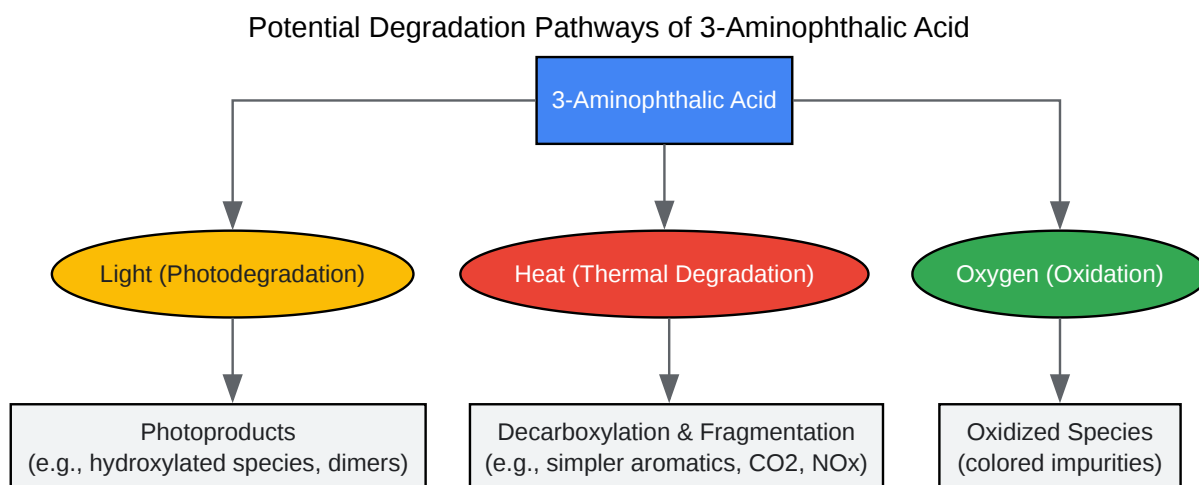 Potential Degradation Pathways of 3-Aminophthalic Acid
3-Aminophthalic Acid
Light (Photodegradation)
Heat (Thermal Degradation)
Oxygen (Oxidation)
Photoproducts
(e.g., hydroxylated species, dimers)
Decarboxylation & Fragmentation
(e.g., simpler aromatics, CO2, NOx)
Oxidized Species
(colored impurities)